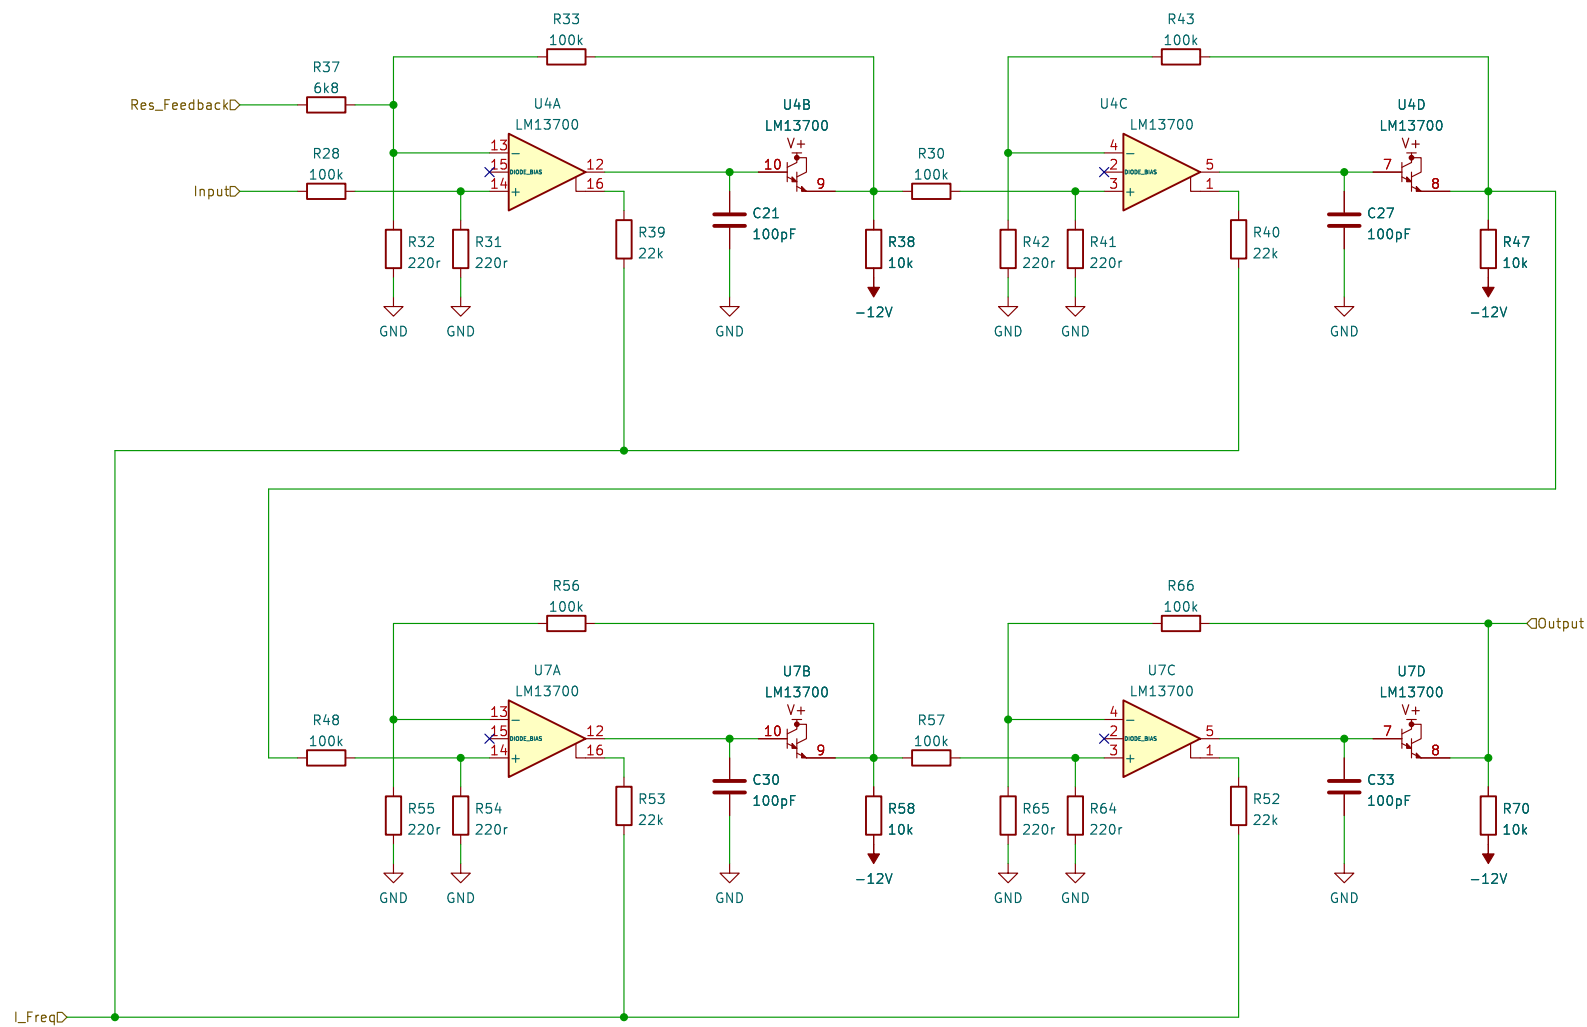 R33
100k
R43
100k
R37
6k8
Res_Feedback
U4A
LM13700
U4B
LM13700
V+
U4C
LM13700
U4D
LM13700
V+
R28
100k
Input
13
15
14
DIODE_BIAS
−
+
12
16
10
9
R30
100k
4
2
3
DIODE_BIAS
−
+
5
1
7
8
R32
220r
R31
220r
R39
22k
C21
100pF
R38
10k
R42
220r
R41
220r
R40
22k
C27
100pF
R47
10k
GND
GND
GND
-12V
GND
GND
GND
-12V
R56
100k
R66
100k
Output
U7A
LM13700
U7B
LM13700
V+
U7C
LM13700
U7D
LM13700
V+
R48
100k
13
15
14
DIODE_BIAS
−
+
12
16
10
9
R57
100k
4
2
3
DIODE_BIAS
−
+
5
1
7
8
R55
220r
R54
220r
R53
22k
C30
100pF
R58
10k
R65
220r
R64
220r
R52
22k
C33
100pF
R70
10k
GND
GND
GND
-12V
GND
GND
GND
-12V
I_Freq